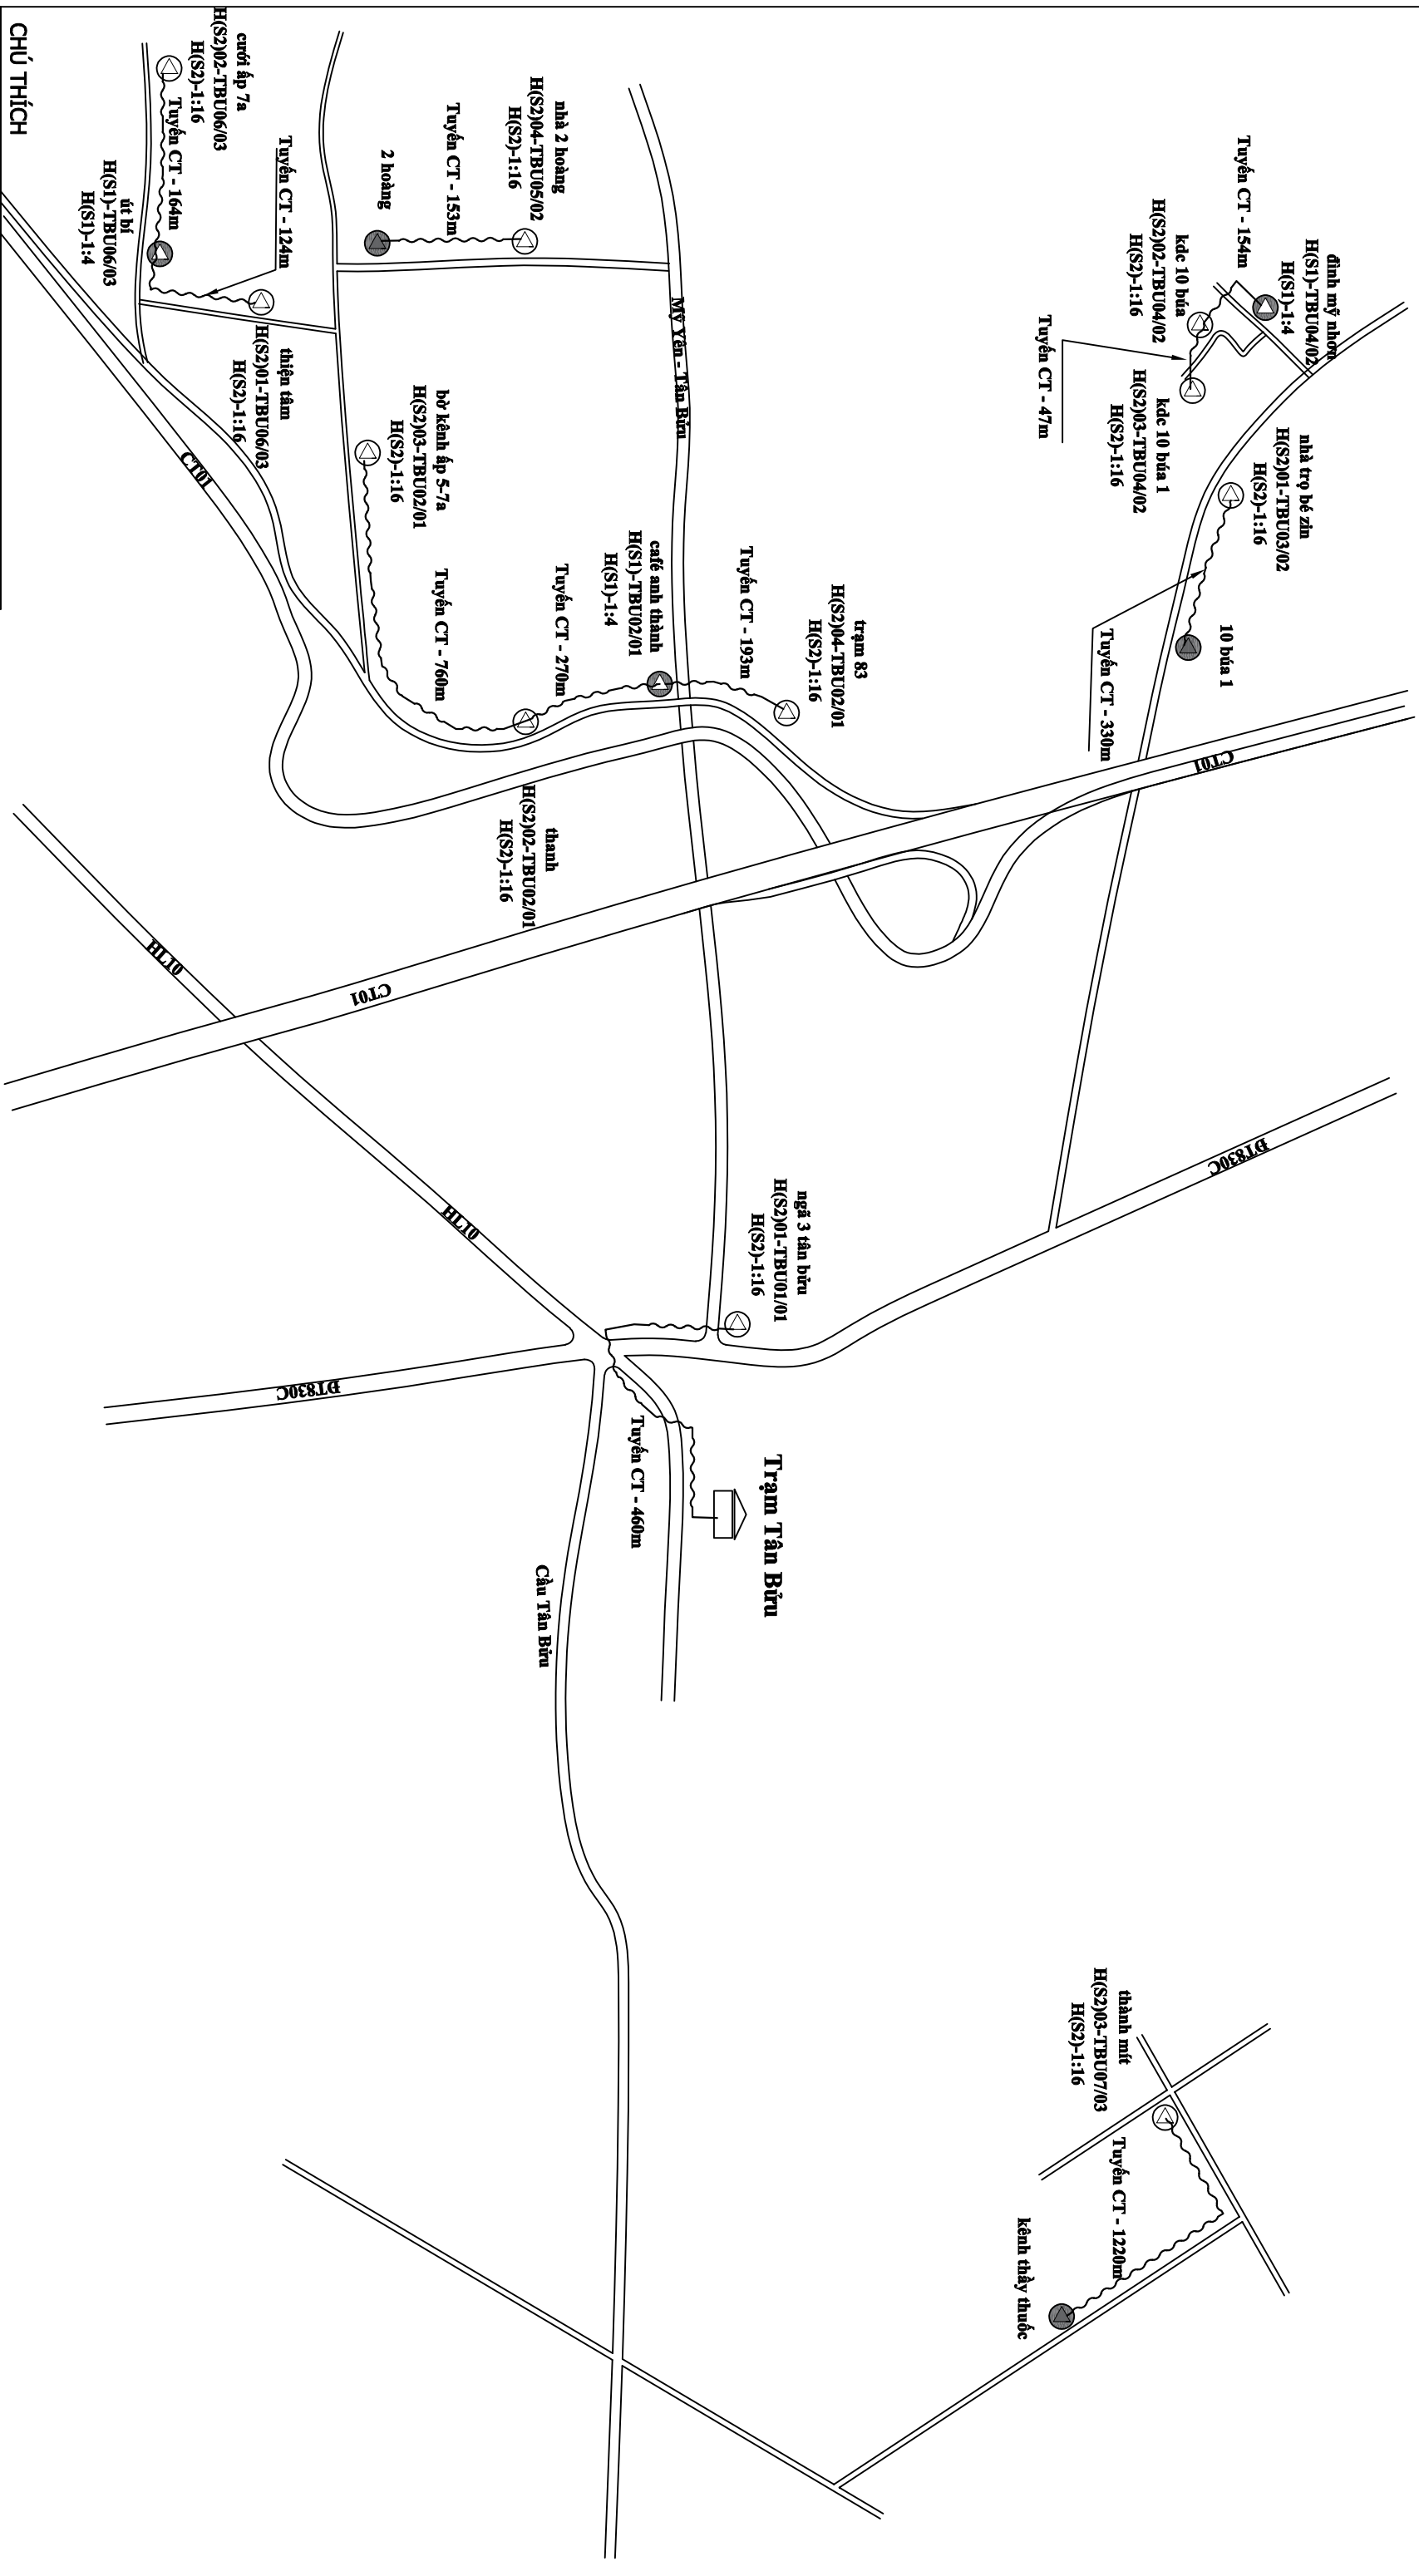 đình mỹ nhơn
H(S1)-TBU04/02
H(S1)-1:4
Tuyến CT - 154m
kdc 10 búa
H(S2)02-TBU04/02
H(S2)-1:16
Tuyến CT - 47m
kdc 10 búa 1
H(S2)03-TBU04/02
H(S2)-1:16
nhà trọ bé zin
H(S2)01-TBU03/02
H(S2)-1:16
10 búa 1
Tuyến CT - 330m
CT01
ĐT830C
thành mít
H(S2)03-TBU07/03
H(S2)-1:16
Tuyến CT - 1220m
kênh thầy thuốc
trạm 83
H(S2)04-TBU02/01
H(S2)-1:16
Tuyến CT - 193m
Mỹ Yên - Tân Bửu
café anh thành
H(S1)-TBU02/01
H(S1)-1:4
Tuyến CT - 270m
ngã 3 tân bửu
H(S2)01-TBU01/01
H(S2)-1:16
Trạm Tân Bửu
Tuyến CT - 460m
Cầu Tân Bửu
nhà 2 hoàng
H(S2)04-TBU05/02
H(S2)-1:16
Tuyến CT - 153m
2 hoàng
thanh
H(S2)02-TBU02/01
H(S2)-1:16
Tuyến CT - 760m
bờ kênh ấp 5-7a
H(S2)03-TBU02/01
H(S2)-1:16
CT01
HL10
ĐT830C
Tuyến CT - 124m
thiện tâm
H(S2)01-TBU06/03
H(S2)-1:16
cưới ấp 7a
H(S2)02-TBU06/03
H(S2)-1:16
Tuyến CT - 164m
út bí
H(S1)-TBU06/03
H(S1)-1:4
CT01
HL10
CHÚ THÍCH